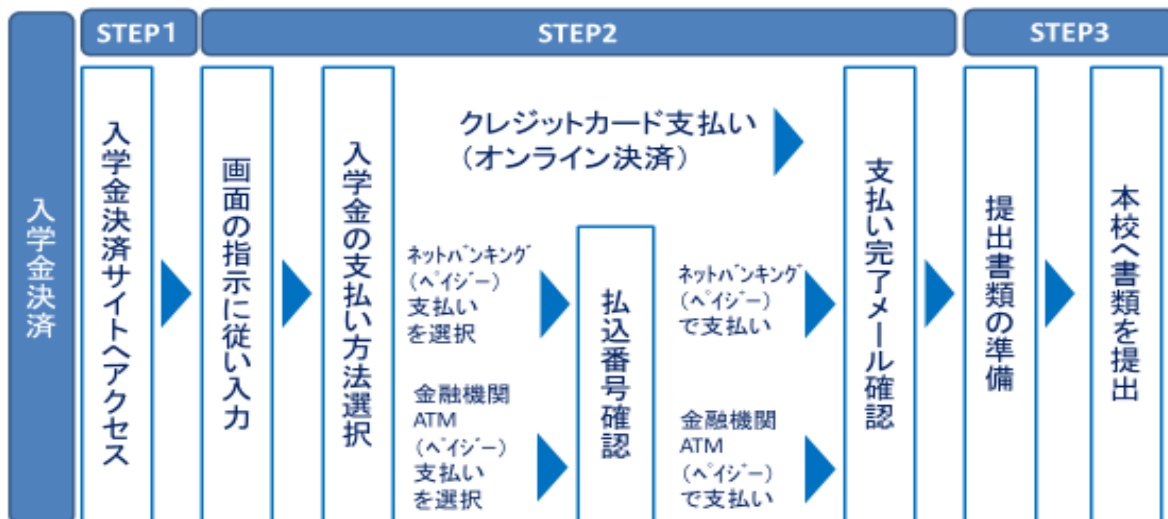 STEP1
STEP2
STEP3
入学金決済
入学金決済サイトへアクセス
画面の指示に従い入力
入学金の支払い方法選択
クレジットカード支払い
（オンライン決済）
ﾈｯﾄﾊﾞﾝｷﾝｸﾞ
（ﾍﾟｲｼﾞｰ）
支払い
を選択
金融機関
ATM
（ﾍﾟｲｼﾞｰ）
支払い
を選択
払込番号確認
ﾈｯﾄﾊﾞﾝｷﾝｸﾞ
（ﾍﾟｲｼﾞｰ）
で支払い
金融機関
ATM
（ﾍﾟｲｼﾞｰ）
で支払い
支払い完了メール確認
提出書類の準備
本校へ書類を提出